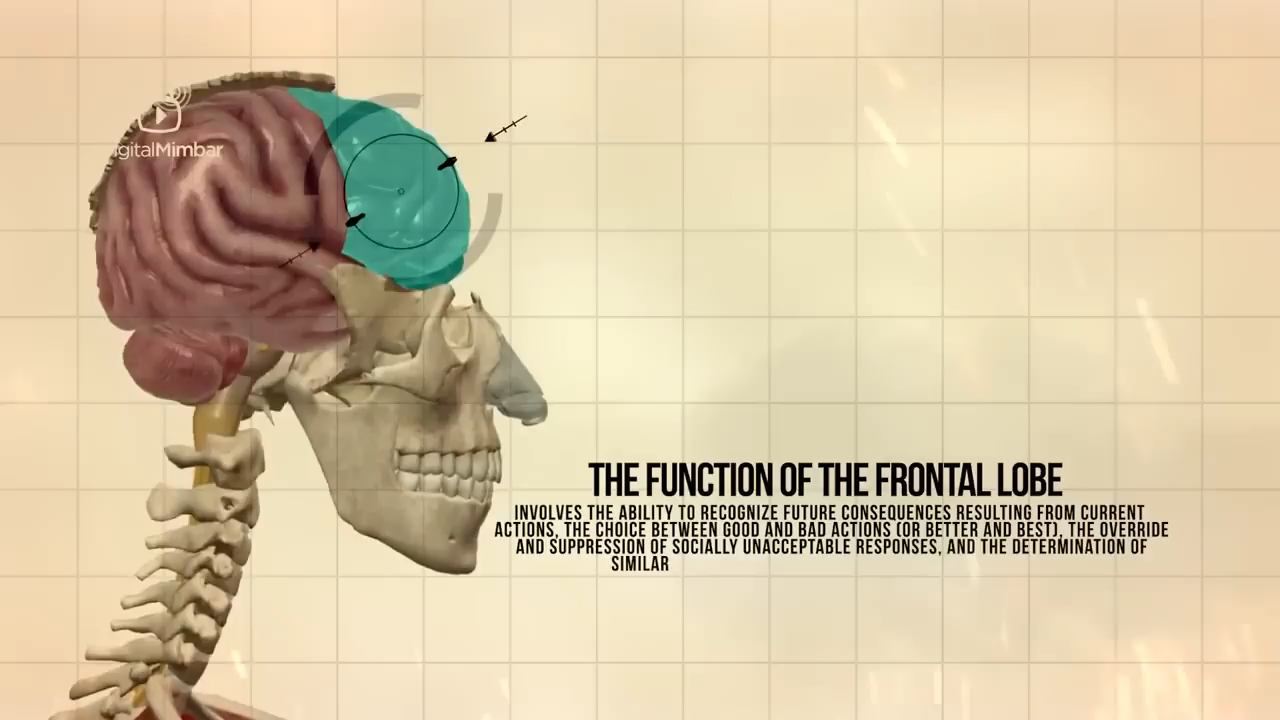 igitalMimbar
THE FUNCTION OF THE FRONTAL LOBE
INVOLVES THE ABILITY TO RECOGNIZE FUTURE CONSEQUENCES RESULTING FROM CURRENT
ACTIONS, THE CHOICE BETWEEN GOOD AND BAD ACTIONS (OR BETTER AND BEST), THE OVERRIDE
AND SUPPRESSION OF SOCIALLY UNACCEPTABLE RESPONSES, AND THE DETERMINATION OF
SIMILAR